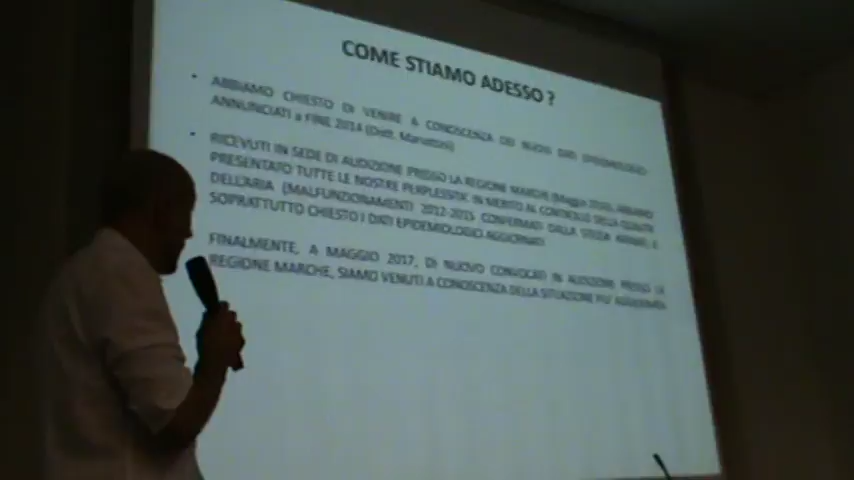 COME STIAMO ADESSO ?
• ABBIAMO CHIESTO DI VENIRE A CONOSCENZA DEI NUOVI DATI EPIDEMIOLOGICI
ANNUNCIATI a FINE 2014 (Dott. Mariottini)
• RICEVUTI IN SEDE DI AUDIZIONE PRESSO LA REGIONE MARCHE (Maggio ABBIAMO
PRESENTATO TUTTE LE NOSTRE PERPLESSITA' IN MERITO AL CONTROLLO DELLA QUALITA'
DELL'ARIA (MALFUNZIONAMENTI 2012-2015 CONFERMATI DALLA STESSA E
SOPRATTUTTO CHIESTO I DATI EPIDEMIOLOGICI AGGIORNATI
FINALMENTE, A MAGGIO 2017, DI NUOVO CONVOCATI IN AUDIZIONE PRESSO LA
REGIONE MARCHE, SIAMO VENUTI A CONOSCENZA DELLA SITUAZIONE PIU' AGGIORNATA